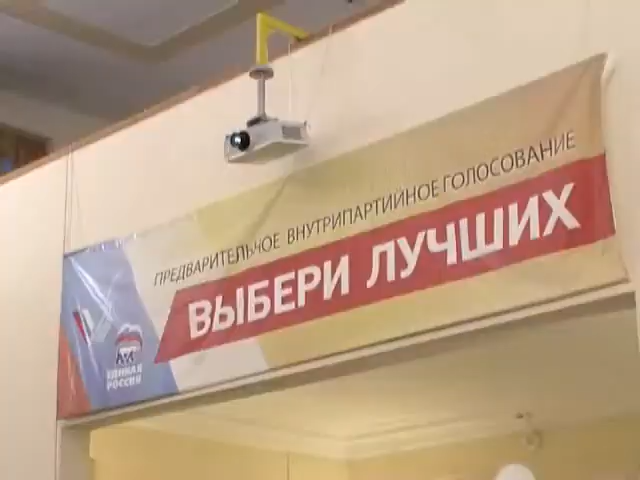 ПРЕДВАРИТЕЛЬНОЕ ВНУТРИПАРТИЙНОЕ ГОЛОСОВАНИЕ
ВЫБЕРИ ЛУЧШИХ
ЕДИНАЯ
РОССИЯ